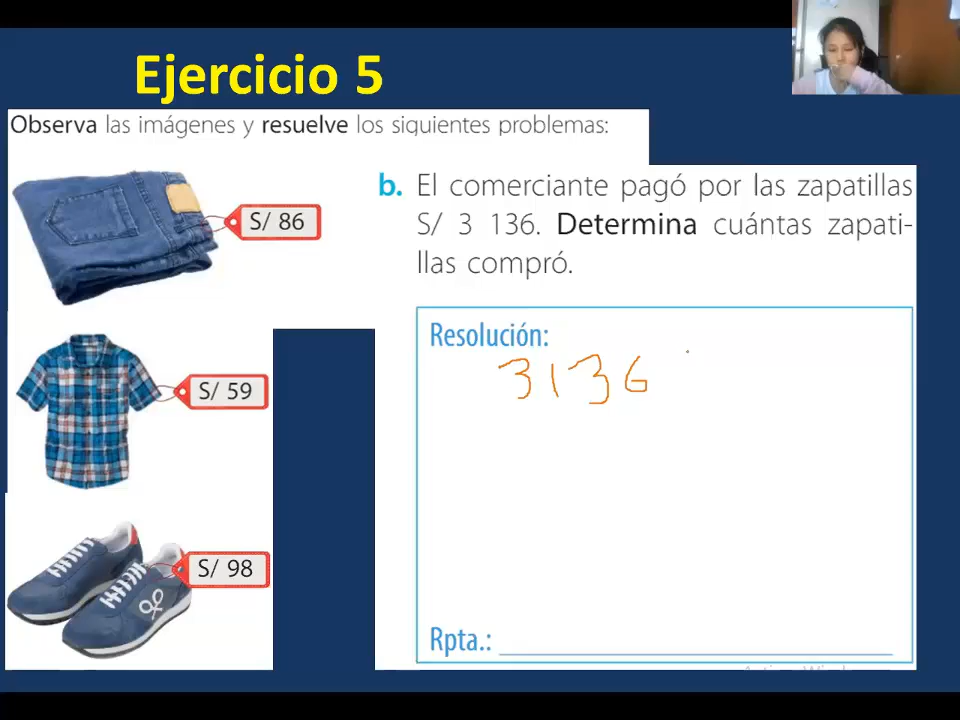 Ejercicio 5
Observa las imágenes y resuelve los siguientes problemas:
S/ 86
S/ 59
S/ 98
b. El comerciante pagó por las zapatillas
S/ 3 136. Determina cuántas zapati-
llas compró.
Resolución:
3136
Rpta.: